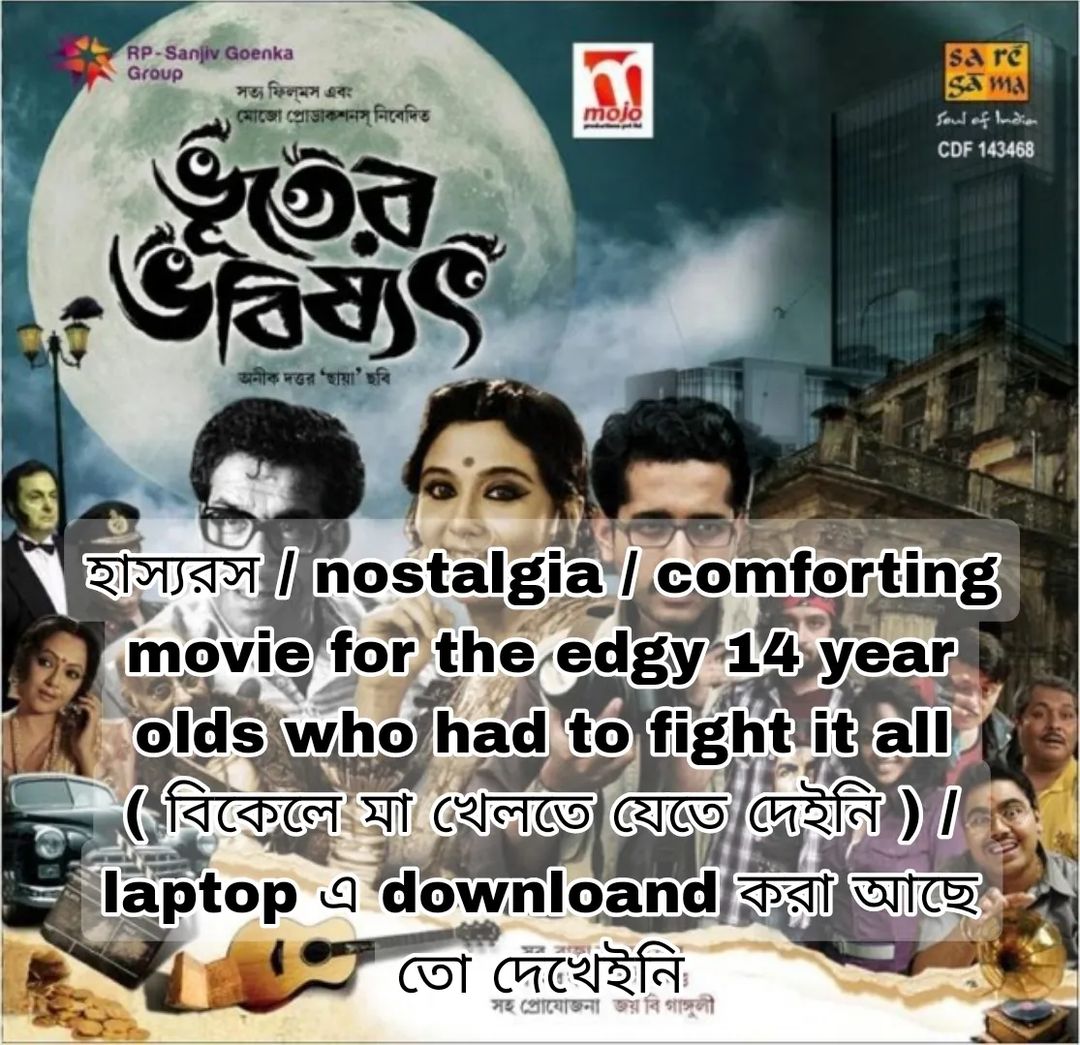 RP-Sanjiv Goenka
Group
সত্য ফিল্মস এবং
মোজো প্রোডাকশনস্ নিবেদিত
mojo
sa re
ga ma
Soul of India
CDF 143468
ভূতের
ভবিষ্যৎ
অনীক দত্তর 'ছায়া' ছবি
হাস্যরস / nostalgia / comforting
movie for the edgy 14 year
olds who had to fight it all
( বিকেলে মা খেলতে যেতে দেইনি ) /
laptop এ downloand করা আছে
তো দেখেইনি
সহ প্রোযোজনা জয় বি গাঙ্গুলী